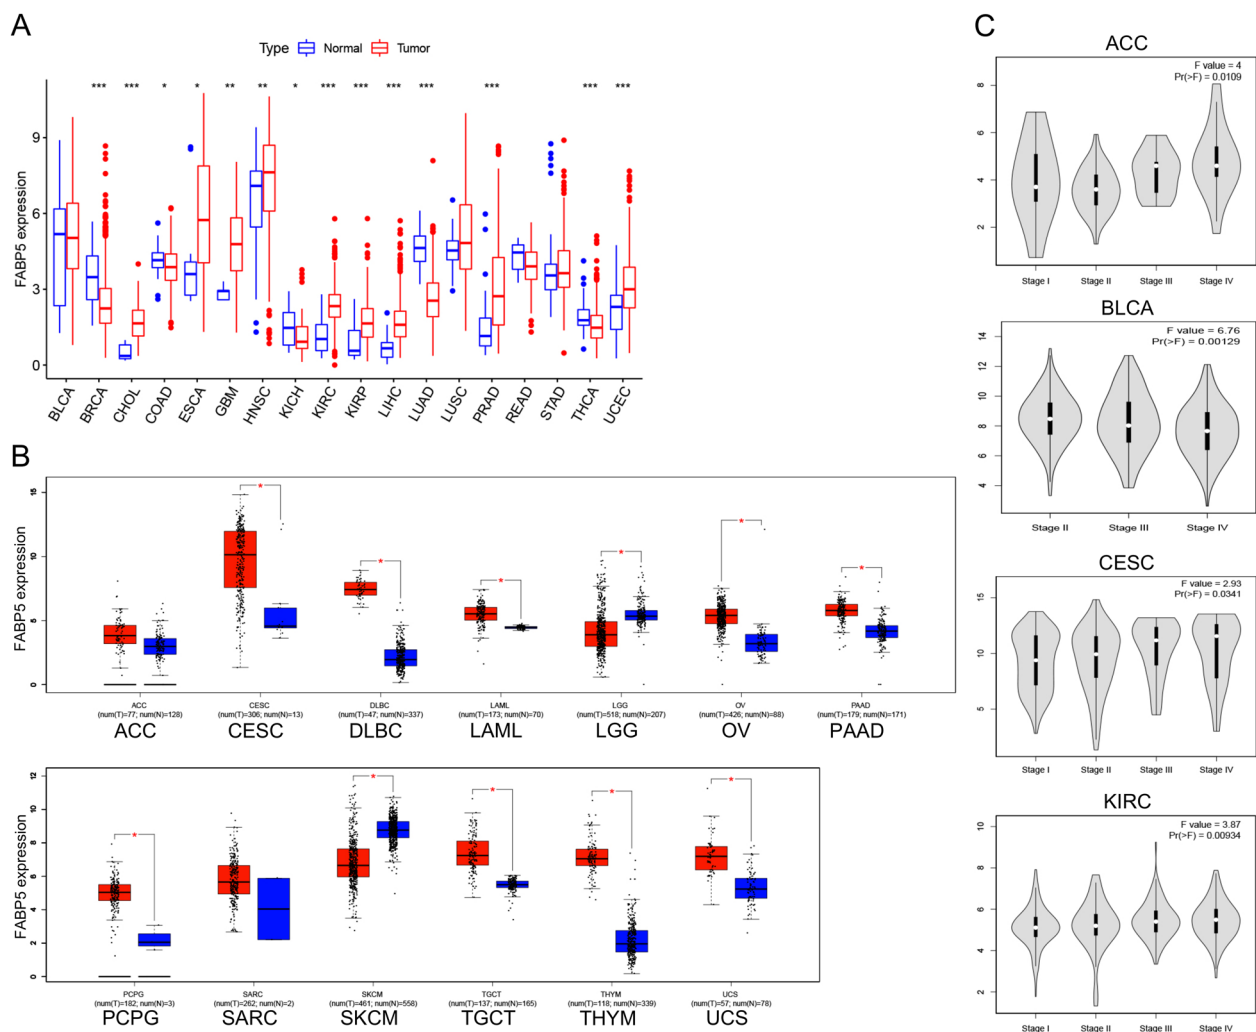 A
Type Normal Tumor
FABP5 expression
9
6
3
0
*** *** * * ** ** * *** *** *** *** *** *** ***
BLCA BRCA CHOL COAD ESCA GBM HNSC KICH KIRC KIRP LIHC LUAD LUSC PRAD READ STAD THCA UCEC
B
FABP5 expression
15
10
5
0
* * * * * *
ACC CESC DLBC LAML LGG OV PAAD
(num(T)=77; num(N)=128) (num(T)=306; num(N)=13) (num(T)=47; num(N)=337) (num(T)=173; num(N)=70) (num(T)=518; num(N)=207) (num(T)=426; num(N)=88) (num(T)=179; num(N)=171)
ACC CESC DLBC LAML LGG OV PAAD
FABP5 expression
12
10
8
6
4
2
0
* * * * *
PCPG SARC SKCM TGCT THYM UCS
(num(T)=182; num(N)=3) (num(T)=262; num(N)=2) (num(T)=461; num(N)=558) (num(T)=137; num(N)=165) (num(T)=118; num(N)=339) (num(T)=57; num(N)=78)
PCPG SARC SKCM TGCT THYM UCS
C
ACC
F value = 4
Pr(>F) = 0.0109
8
6
4
2
Stage I Stage II Stage III Stage IV
BLCA
F value = 6.76
Pr(>F) = 0.00129
14
12
10
8
6
4
Stage II Stage III Stage IV
CESC
F value = 2.93
Pr(>F) = 0.0341
15
10
5
Stage I Stage II Stage III Stage IV
KIRC
F value = 3.87
Pr(>F) = 0.00934
10
8
6
4
2
Stage I Stage II Stage III Stage IV